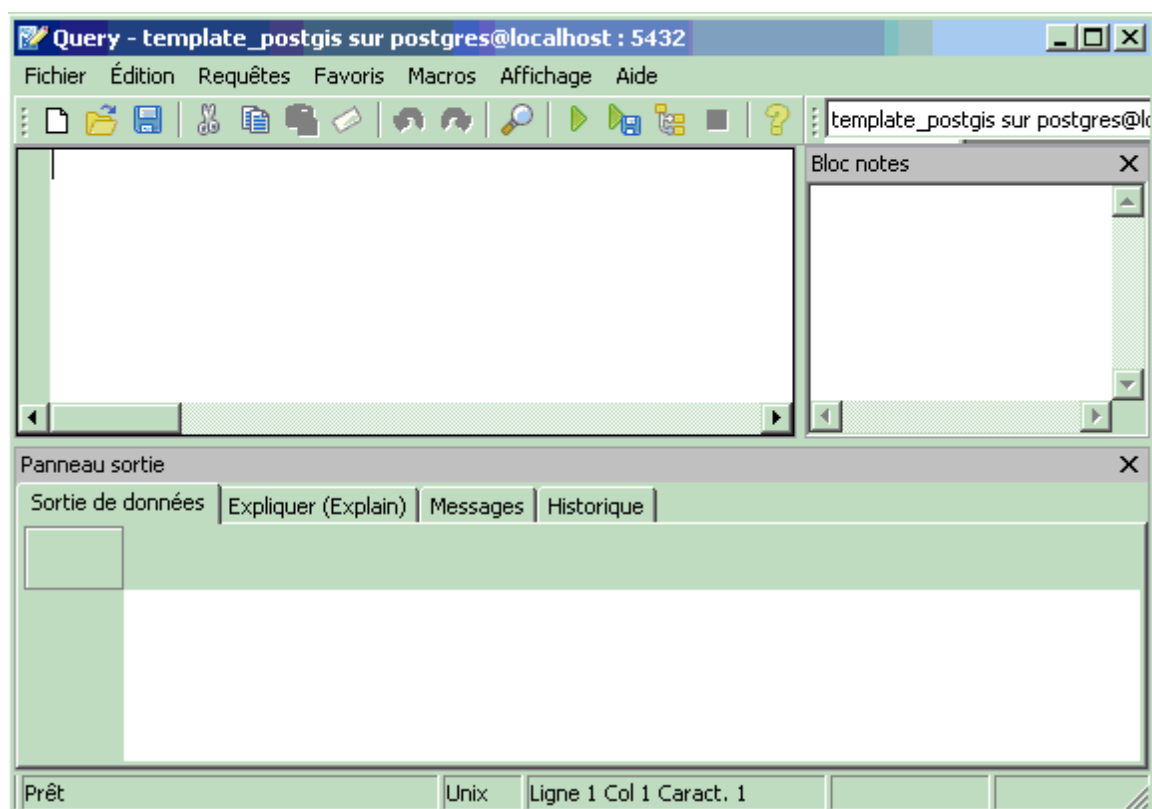 Query - template_postgis sur postgres@localhost : 5432
Fichier Édition Requêtes Favoris Macros Affichage Aide
template_postgis sur postgres@lo
Bloc notes
Panneau sortie
Sortie de données Expliquer (Explain) Messages Historique
Prêt Unix Ligne 1 Col 1 Caract. 1